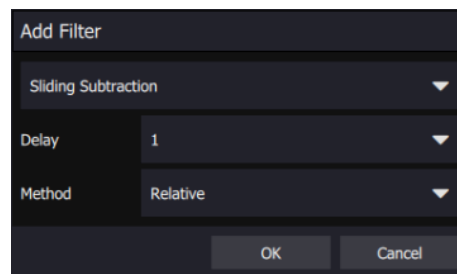 Add Filter
Sliding Subtraction
Delay 1
Method Relative
OK Cancel